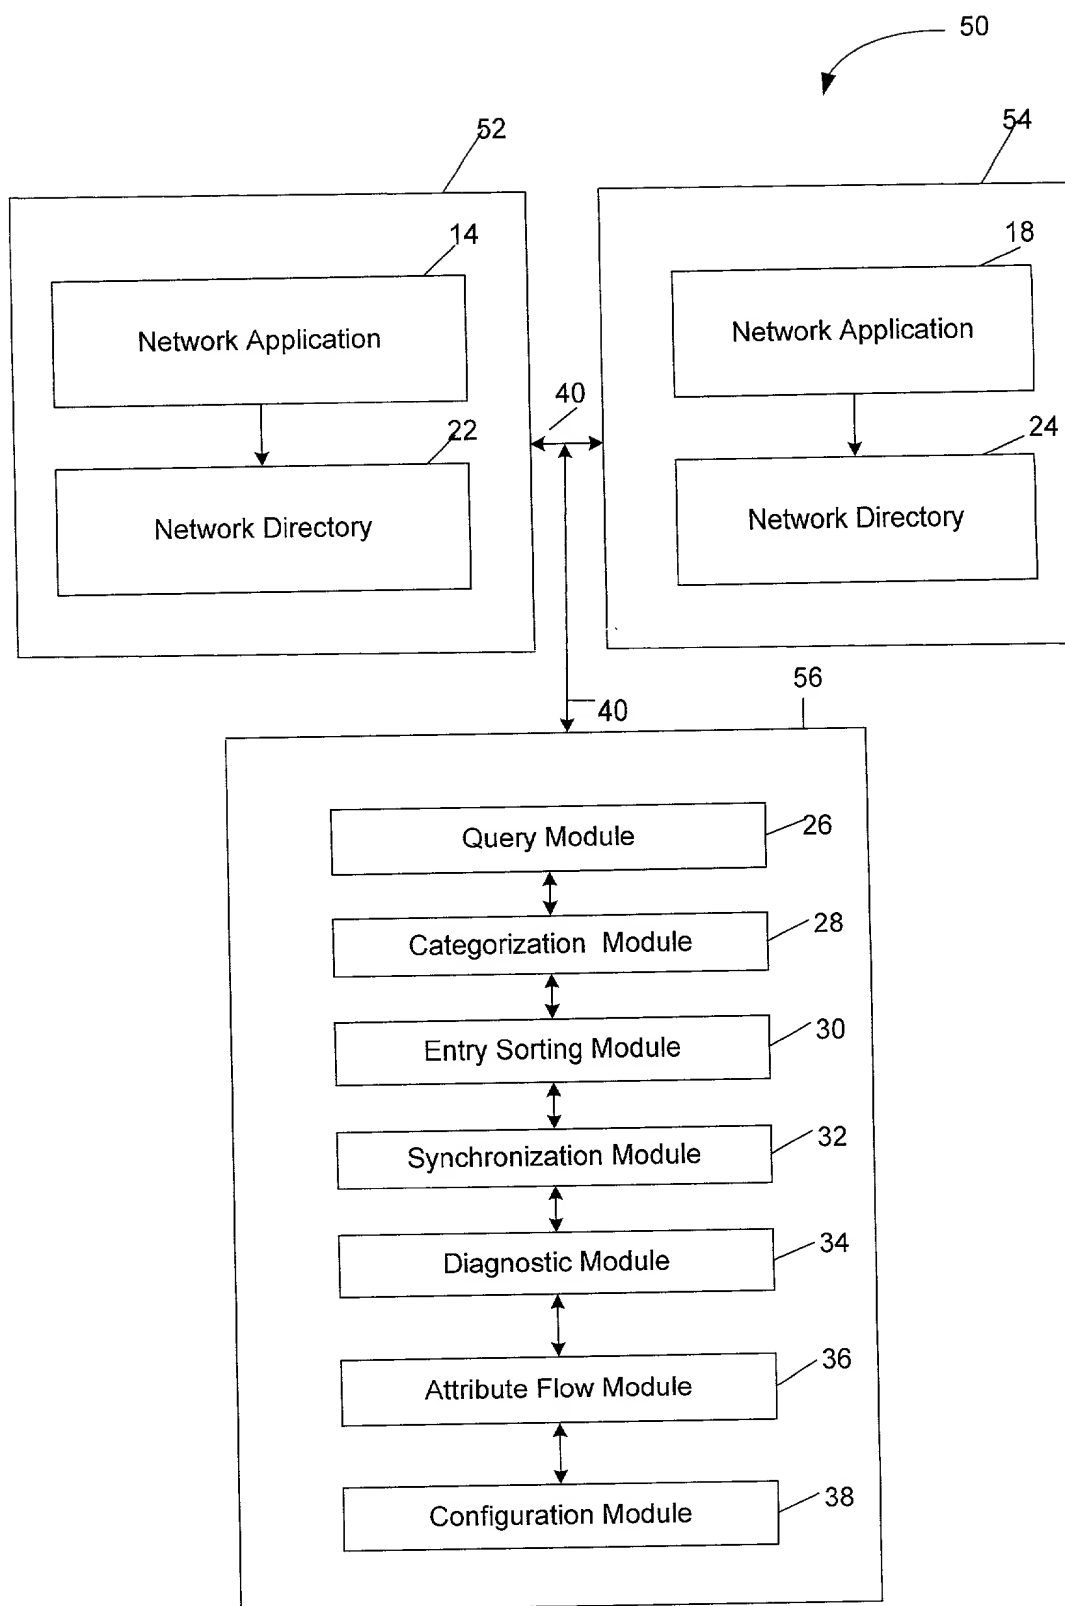 50
52
54
14
18
Network Application
Network Application
40
22
24
Network Directory
Network Directory
56
40
Query Module
26
Categorization Module
28
Entry Sorting Module
30
Synchronization Module
32
Diagnostic Module
34
Attribute Flow Module
36
Configuration Module
38